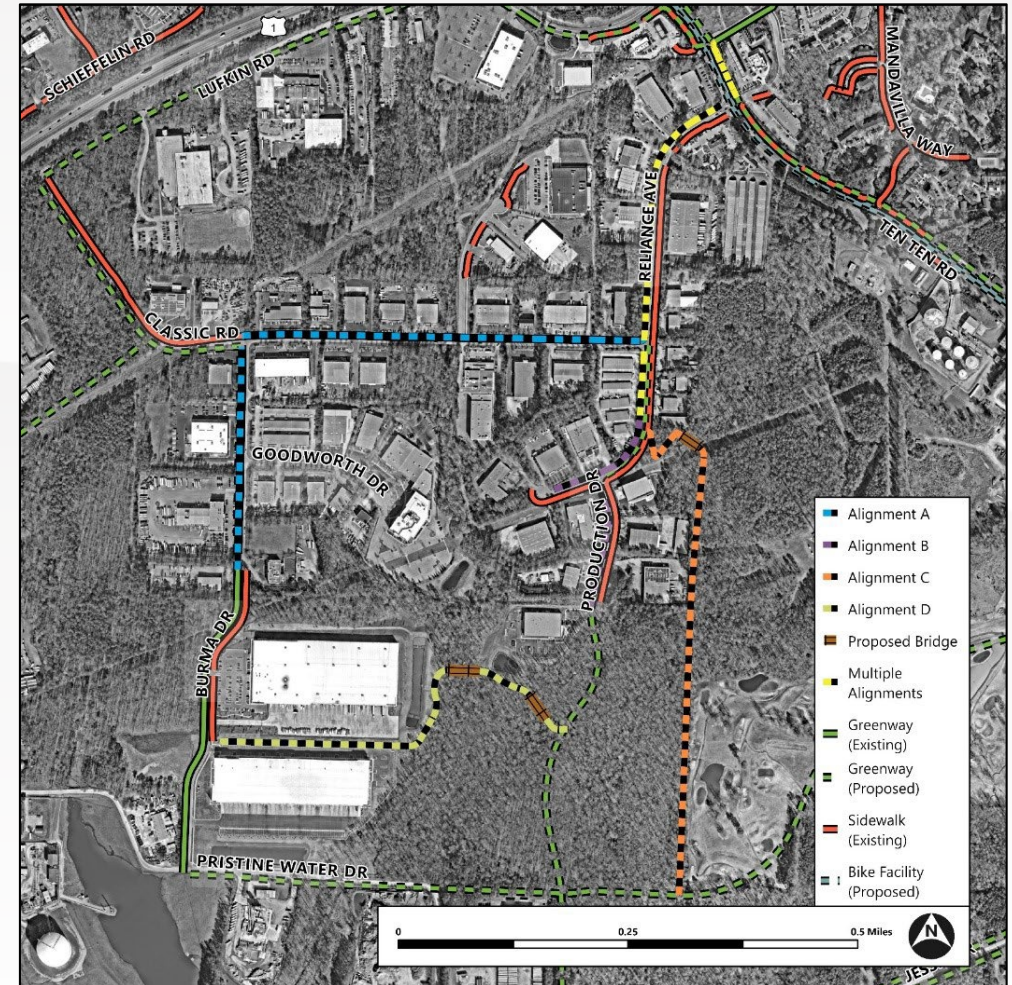 1
SCHIEFFELIN RD
LUFKIN RD
MANDAVILLA WAY
RELIANCE AVE
TEN TEN RD
CLASSIC RD
GOODWORTH DR
PRODUCTION DR
BURMA DR
PRISTINE WATER DR
Alignment A
Alignment B
Alignment C
Alignment D
Proposed Bridge
Multiple
Alignments
Greenway
(Existing)
Greenway
(Proposed)
Sidewalk
(Existing)
Bike Facility
(Proposed)
0
0.25
0.5 Miles
N
JESS